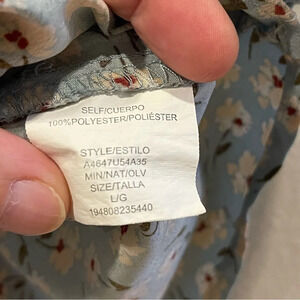 SELF/CUERPO
100%POLYESTER/POLIÉSTER
STYLE/ESTILO
A4647U54A35
MIN/NAT/OLV
SIZE/TALLA
L/G
194808235440